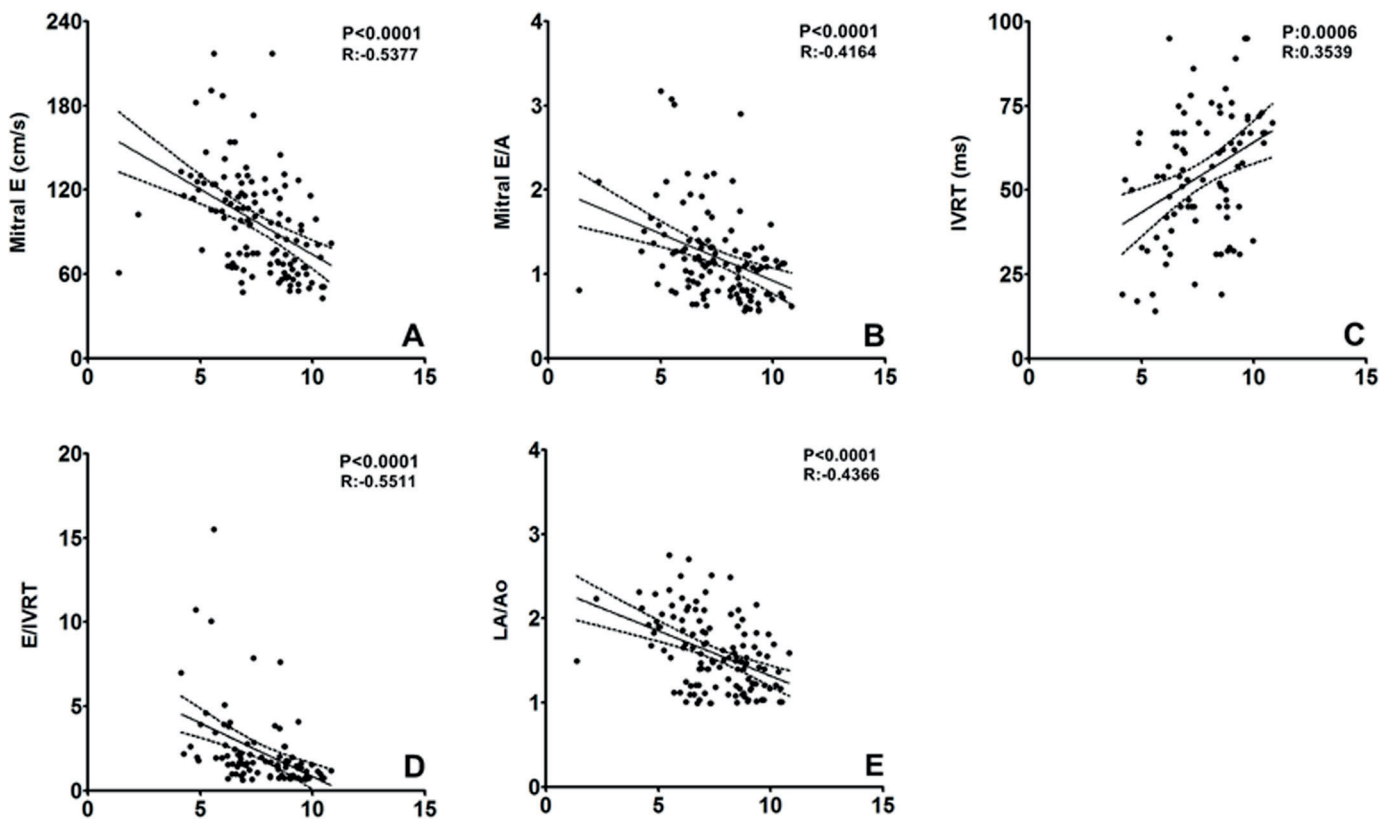 240
180
120
60
0
Mitral E (cm/s)
P<0.0001
R:-0.5377
A
0 5 10 15
4
3
2
1
0
Mitral E/A
P<0.0001
R:-0.4164
B
0 5 10 15
100
75
50
25
0
IVRT (ms)
P:0.0006
R:0.3539
C
0 5 10 15
20
15
10
5
0
E/IVRT
P<0.0001
R:-0.5511
D
0 5 10 15
4
3
2
1
0
LA/Ao
P<0.0001
R:-0.4366
E
0 5 10 15